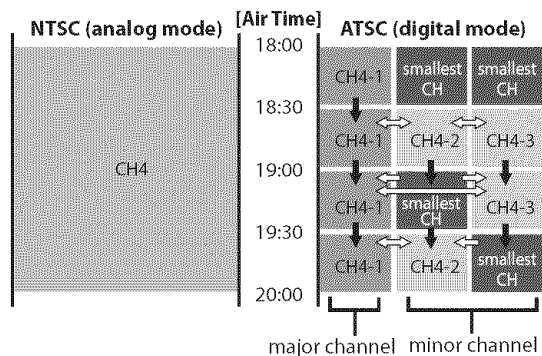 NTSC (analog mode) [Air Time] ATSC (digital mode)
18:00
CH4-1 smallest CH smallest CH
18:30
CH4-1 CH4-2 CH4-3
CH4
19:00
CH4-1 smallest CH CH4-3
19:30
CH4-1 CH4-2 smallest CH
20:00
major channel minor channel